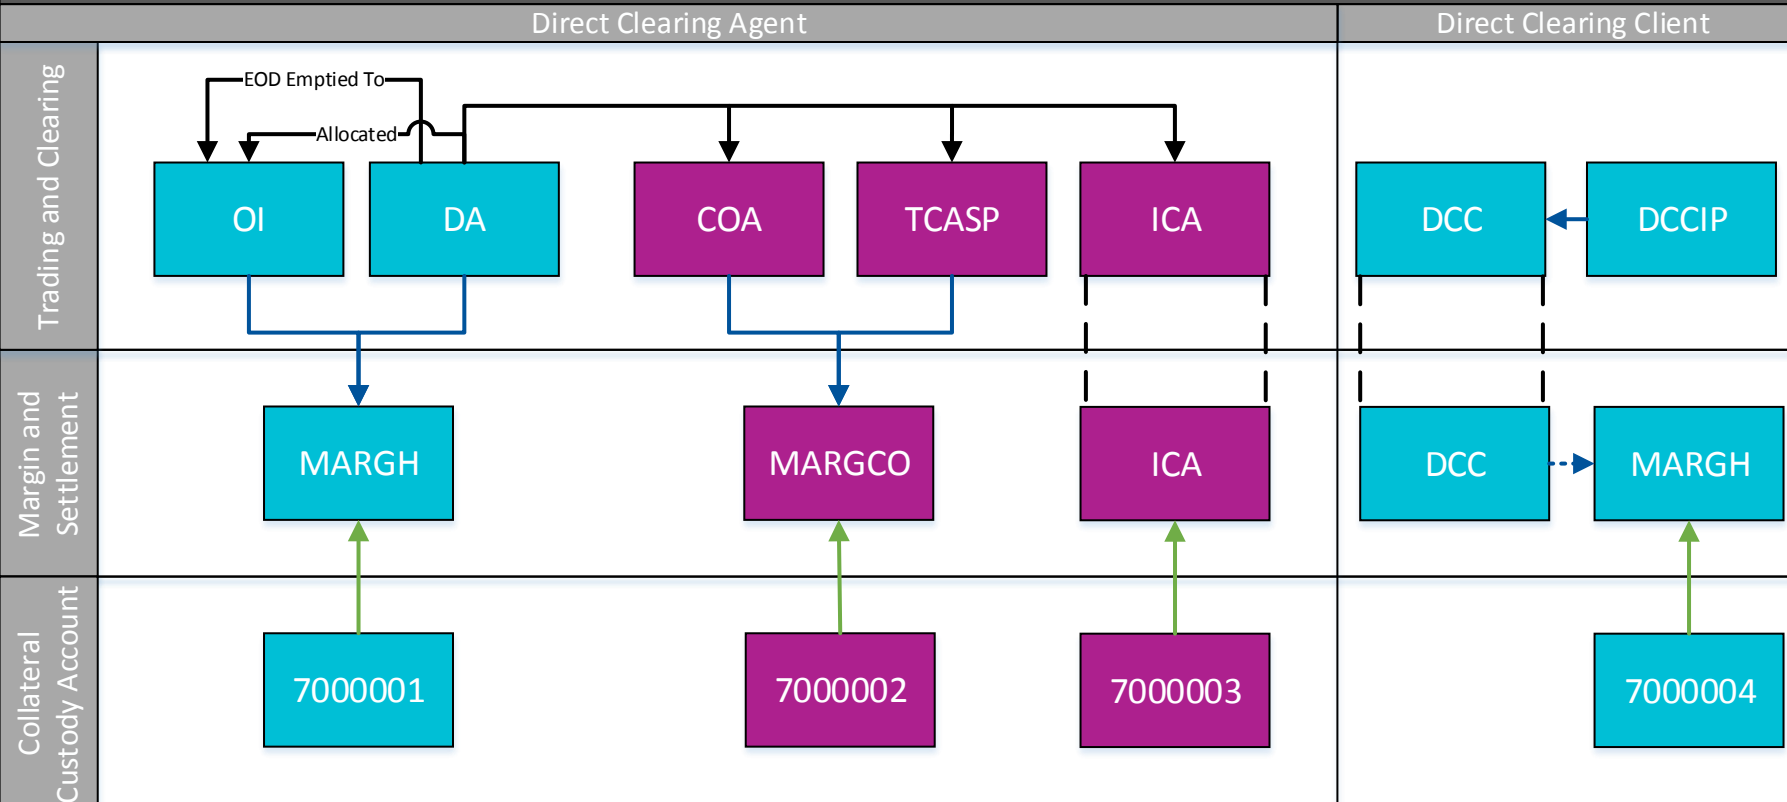 Direct Clearing Agent
Direct Clearing Client
Trading and Clearing
EOD Emptied To
Allocated
OI
DA
COA
TCASP
ICA
DCC
DCCIP
Margin and
Settlement
MARGH
MARGCO
ICA
DCC
MARGH
Collateral
Custody Account
7000001
7000002
7000003
7000004